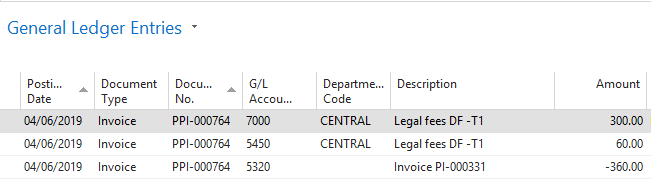 General Ledger Entries
Posti... Document Docu... G/L Departme... Description Amount
Date Type No. Accou... Code
04/06/2019 Invoice PPI-000764 7000 CENTRAL Legal fees DF -T1 300.00
04/06/2019 Invoice PPI-000764 5450 CENTRAL Legal fees DF -T1 60.00
04/06/2019 Invoice PPI-000764 5320 Invoice PI-000331 -360.00